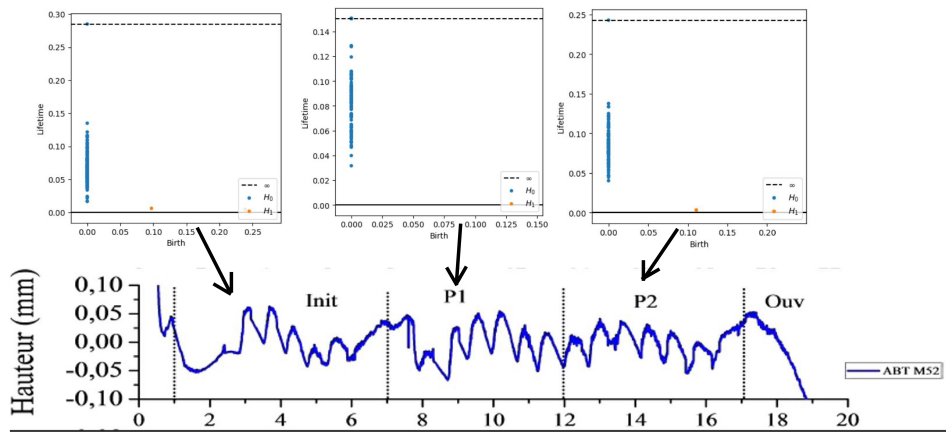 0.30
0.25
0.20
0.15
0.10
0.05
0.00
Lifetime
0.00 0.05 0.10 0.15 0.20 0.25
Birth
∞
H₀
H₁
0.14
0.12
0.10
0.08
0.06
0.04
0.02
0.00
Lifetime
0.000 0.025 0.050 0.075 0.100 0.125 0.150
Birth
∞
H₀
H₁
0.25
0.20
0.15
0.10
0.05
0.00
Lifetime
0.00 0.05 0.10 0.15 0.20
Birth
∞
H₀
H₁
Hauteur (mm)
0,10
0,05
0,00
-0,05
-0,10
Init
P1
P2
Ouv
ABT M52
0 2 4 6 8 10 12 14 16 18 20